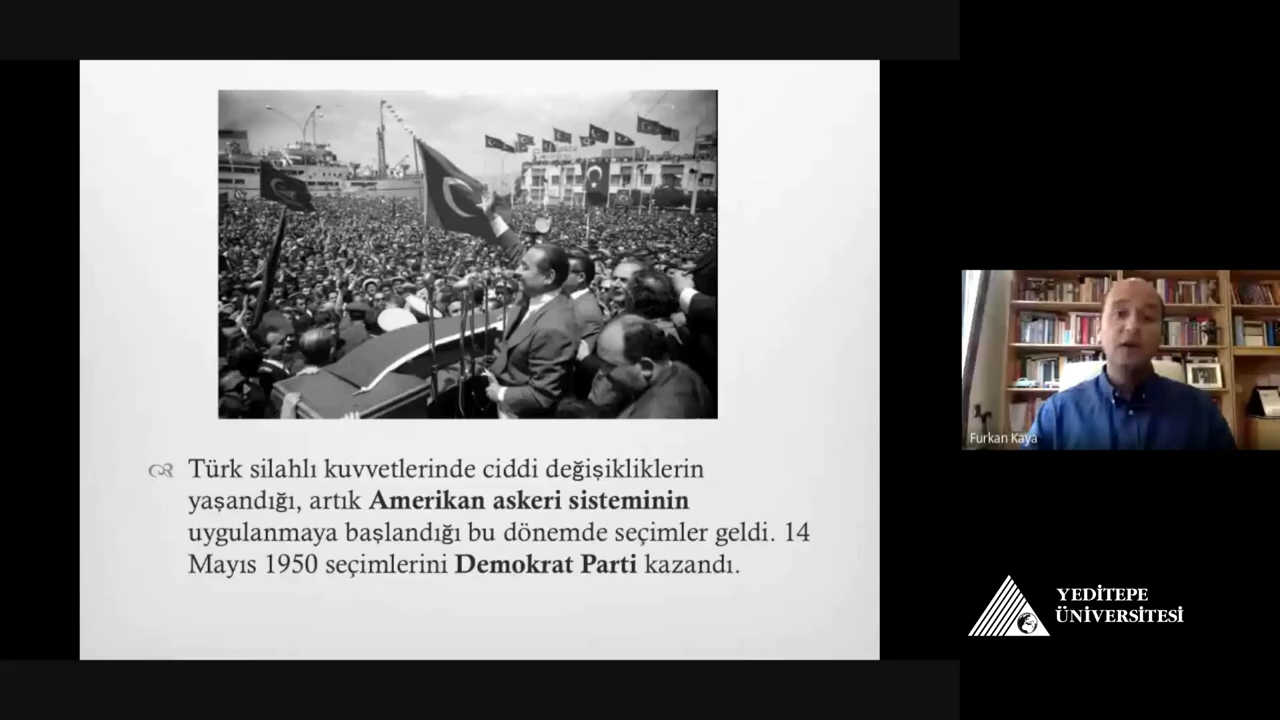 Türk silahlı kuvvetlerinde ciddi değişikliklerin
yaşandığı, artık Amerikan askeri sisteminin
uygulanmaya başlandığı bu dönemde seçimler geldi. 14
Mayıs 1950 seçimlerini Demokrat Parti kazandı.
Furkan Kaya
YEDİTEPE
ÜNİVERSİTESİ